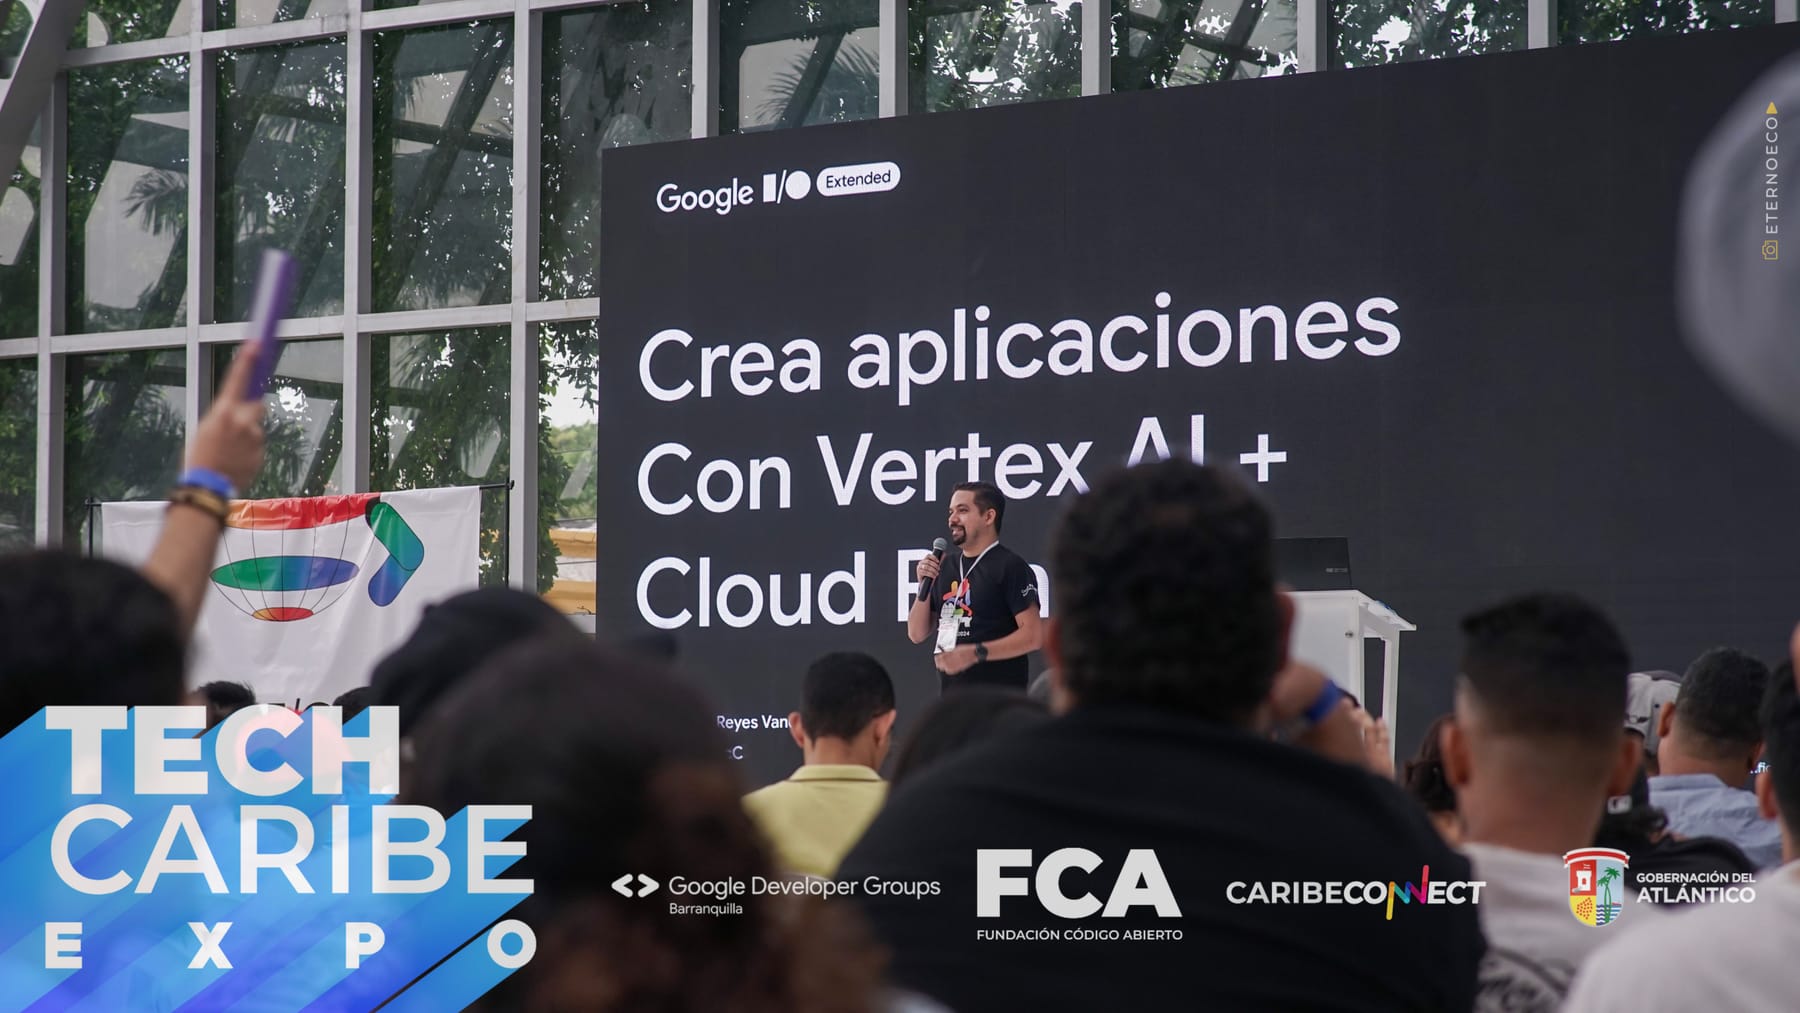 Google I/O Extended
ETERNOECO
Crea aplicaciones
Con Vertex AI +
Cloud
Reyes
2024
TECH
CARIBE
EXPO
Google Developer Groups
Barranquilla
FCA
FUNDACIÓN CÓDIGO ABIERTO
CARIBECONNECT
GOBERNACIÓN DEL
ATLÁNTICO